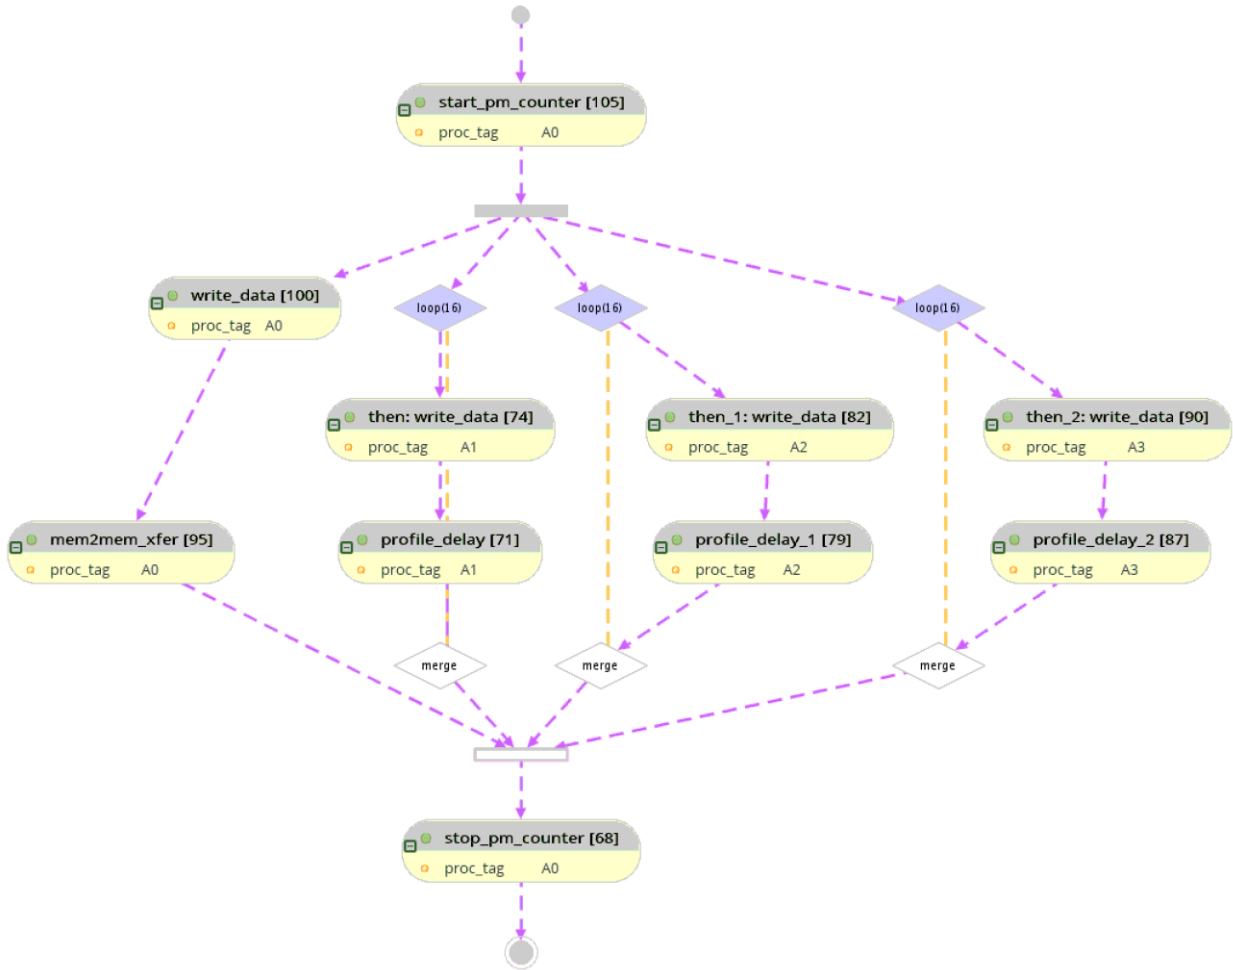 start_pm_counter [105]
proc_tag A0
write_data [100]
proc_tag A0
loop(16)
loop(16)
loop(16)
then: write_data [74]
proc_tag A1
then_1: write_data [82]
proc_tag A2
then_2: write_data [90]
proc_tag A3
mem2mem_xfer [95]
proc_tag A0
profile_delay [71]
proc_tag A1
profile_delay_1 [79]
proc_tag A2
profile_delay_2 [87]
proc_tag A3
merge
merge
merge
stop_pm_counter [68]
proc_tag A0